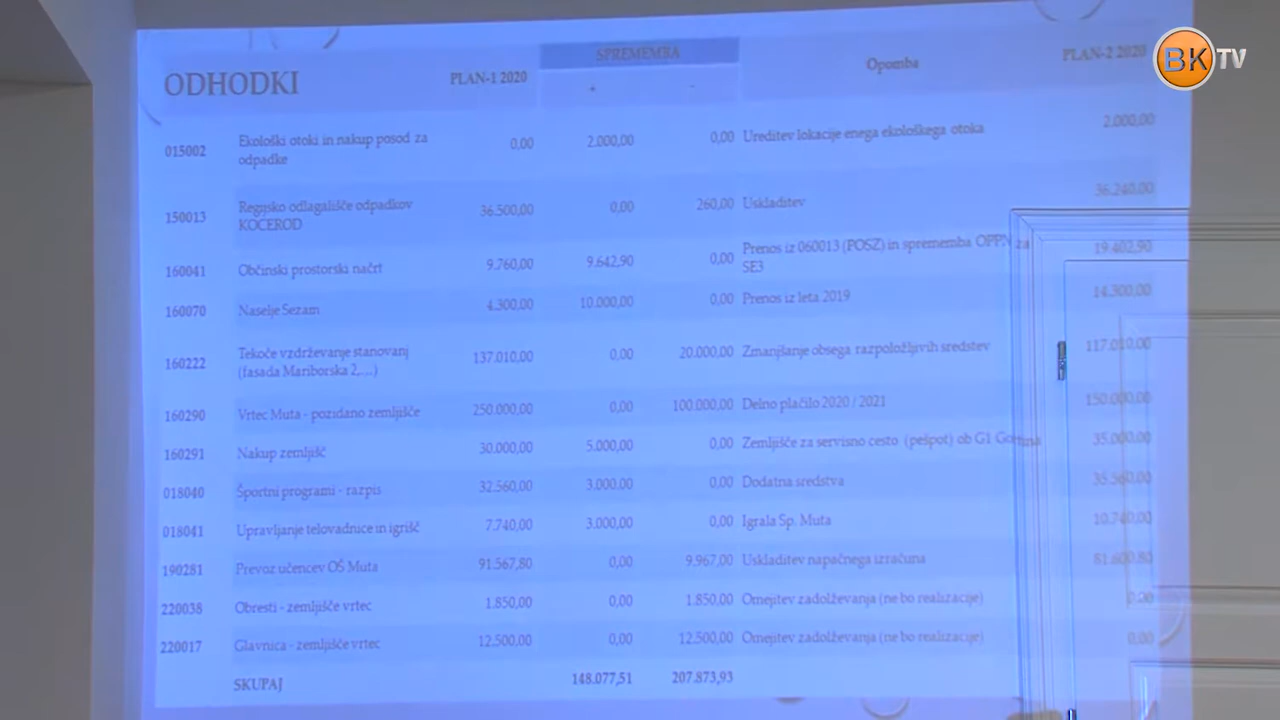 BKTV
SPREMEMBA
ODHODKI PLAN-1 2020 + - Opomba PLAN-2 2020
015002 Ekološki otoki in nakup posod za odpadke 0,00 2.000,00 0,00 Ureditev lokacije enega ekološkega otoka 2.000,00
150013 Regijsko odlagališče odpadkov KOCEROD 36.500,00 0,00 260,00 Uskladitev 36.240,00
160041 Občinski prostorski načrt 9.760,00 9.642,90 0,00 Prenos iz 060013 (POSZ) in sprememba OPPN za SE3 19.402,90
160070 Naselje Sezam 4.300,00 10.000,00 0,00 Prenos iz leta 2019 14.300,00
160222 Tekoče vzdrževanje stanovanj (fasada Mariborska 2,...) 137.010,00 0,00 20.000,00 Zmanjšanje obsega razpoložljivih sredstev 117.010,00
160290 Vrtec Muta - pozidano zemljišče 250.000,00 0,00 100.000,00 Delno plačilo 2020 / 2021 150.000,00
160291 Nakup zemljišč 30.000,00 5.000,00 0,00 Zemljišče za servisno cesto (pešpot) ob G1 Gortina 35.000,00
018040 Športni programi - razpis 32.560,00 3.000,00 0,00 Dodatna sredstva 35.560,00
018041 Upravljanje telovadnice in igrišč 7.740,00 3.000,00 0,00 Igrala Sp. Muta 10.740,00
190281 Prevoz učencev OŠ Muta 91.567,80 0,00 9.967,00 Uskladitev napačnega izračuna 81.600,80
220038 Obresti - zemljišče vrtec 1.850,00 0,00 1.850,00 Omejitev zadolževanja (ne bo realizacije) 0,00
220017 Glavnica - zemljišče vrtec 12.500,00 0,00 12.500,00 Omejitev zadolževanja (ne bo realizacije) 0,00
SKUPAJ 148.077,51 207.873,93